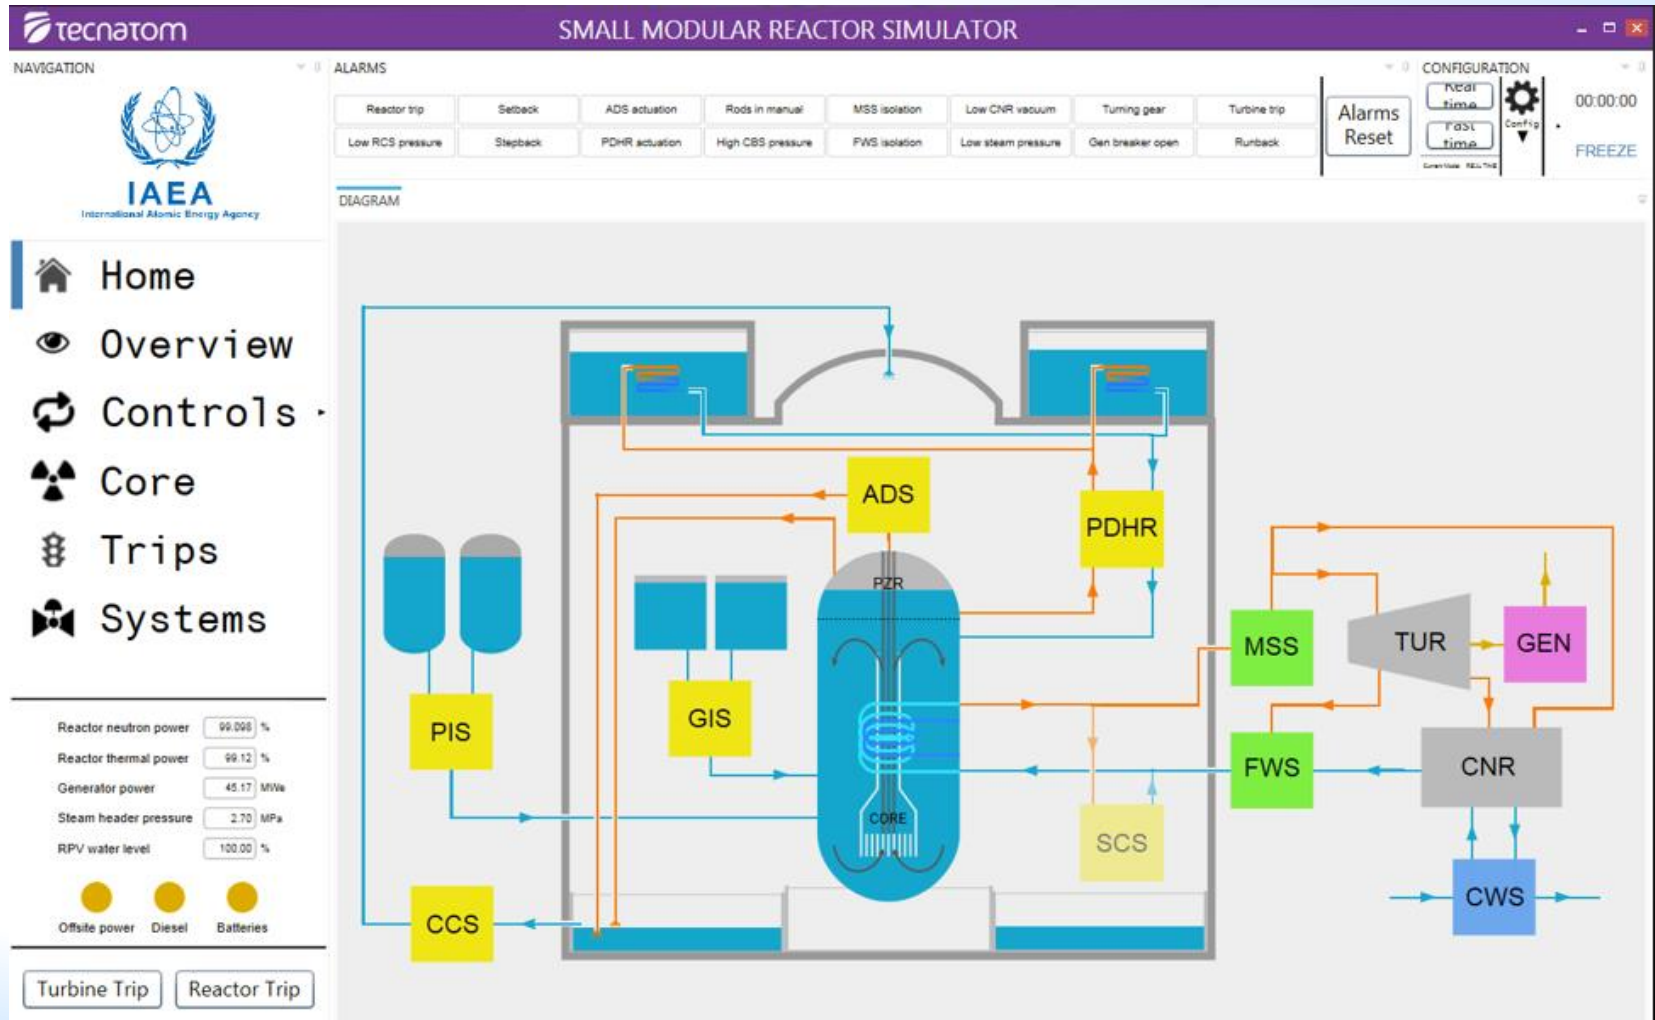 tecnatom
SMALL MODULAR REACTOR SIMULATOR
NAVIGATION
IAEA
International Atomic Energy Agency
Home
Overview
Controls
Core
Trips
Systems
Reactor neutron power 99.098 %
Reactor thermal power 99.12 %
Generator power 45.17 MWe
Steam header pressure 2.70 MPa
RPV water level 100.00 %
Offsite power Diesel Batteries
Turbine Trip Reactor Trip
ALARMS
Reactor trip Setback ADS actuation Rods in manual MSS isolation Low CNR vacuum Turning gear Turbine trip
Low RCS pressure Stepback PDHR actuation High CBS pressure FWS isolation Low steam pressure Gen breaker open Runback
Alarms
Reset
CONFIGURATION
Real
time
Fast
time
Config
00:00:00
FREEZE
DIAGRAM
ADS
PDHR
PZR
MSS
TUR
GEN
PIS
GIS
FWS
CNR
CORE
SCS
CWS
CCS